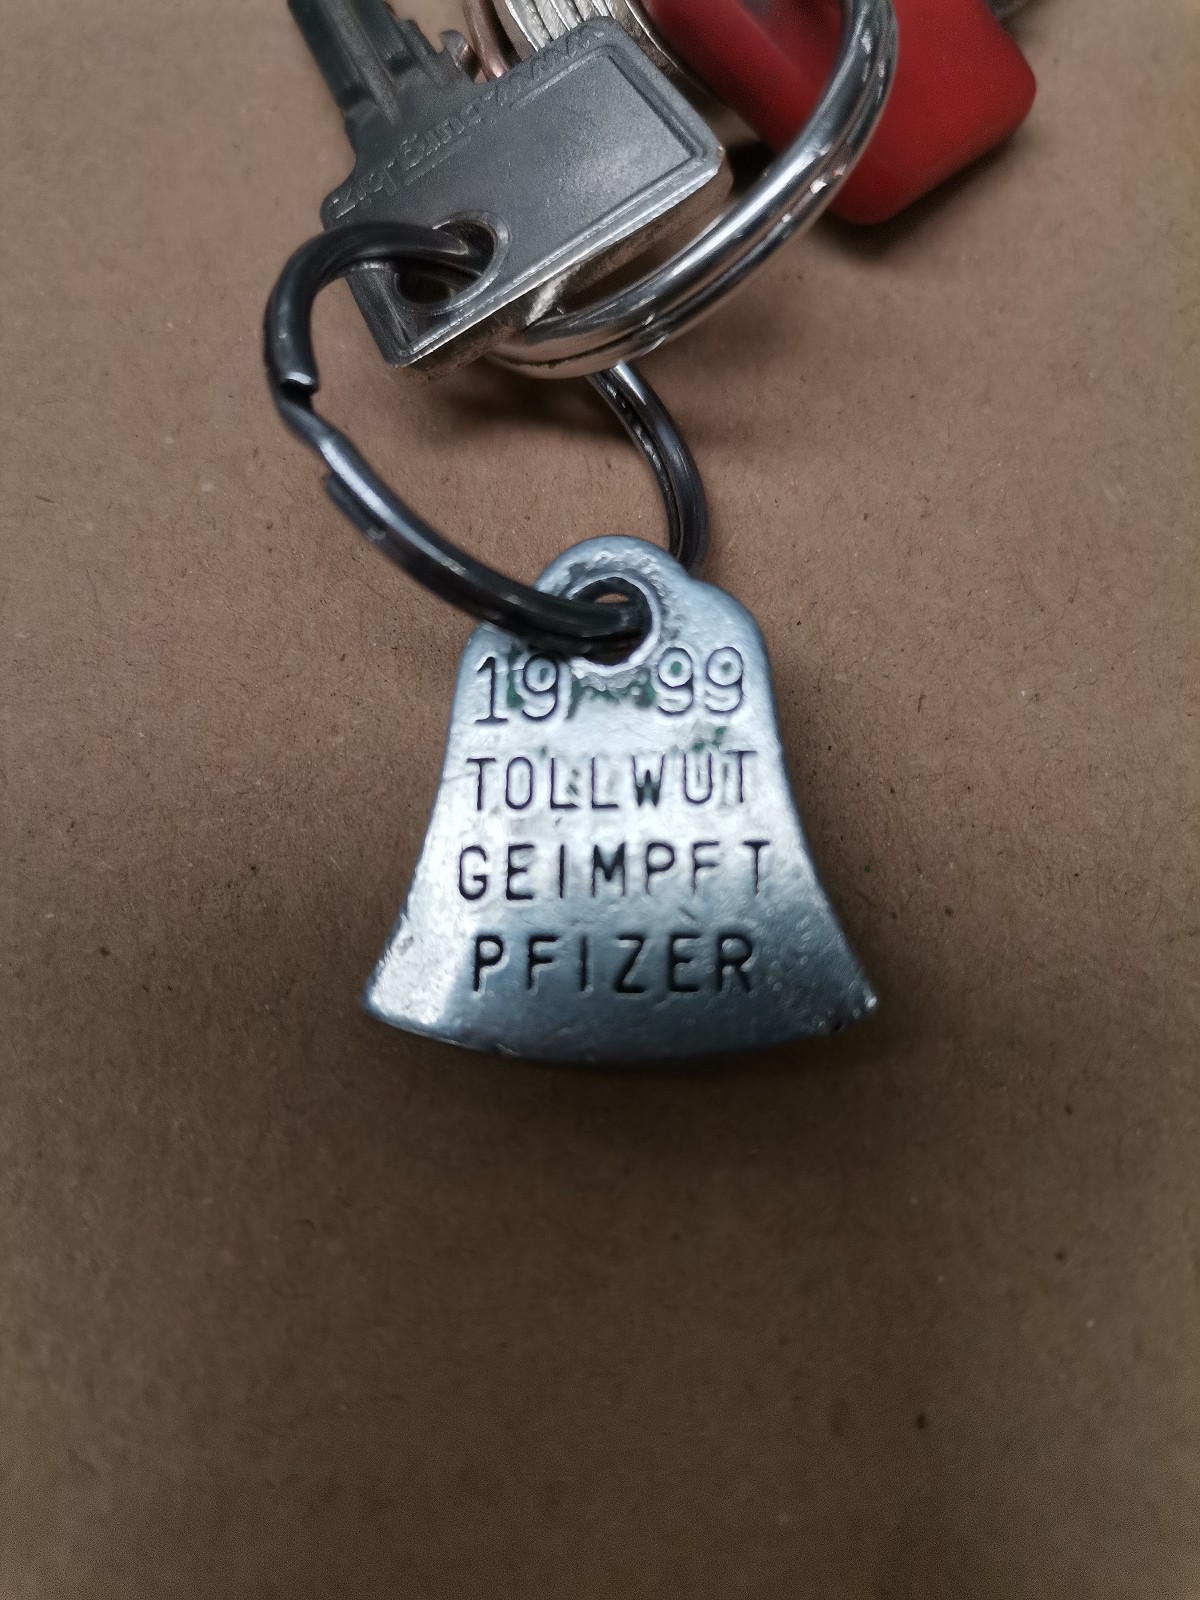 19 99
TOLLWUT
GEIMPFT
PFIZER